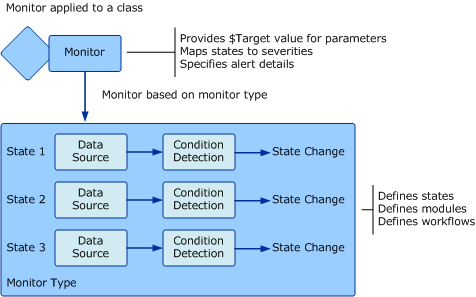 Monitor applied to a class
Monitor
Provides $Target value for parameters
Maps states to severities
Specifies alert details
Monitor based on monitor type
State 1
Data
Source
Condition
Detection
State Change
State 2
Data
Source
Condition
Detection
State Change
State 3
Data
Source
Condition
Detection
State Change
Defines states
Defines modules
Defines workflows
Monitor Type